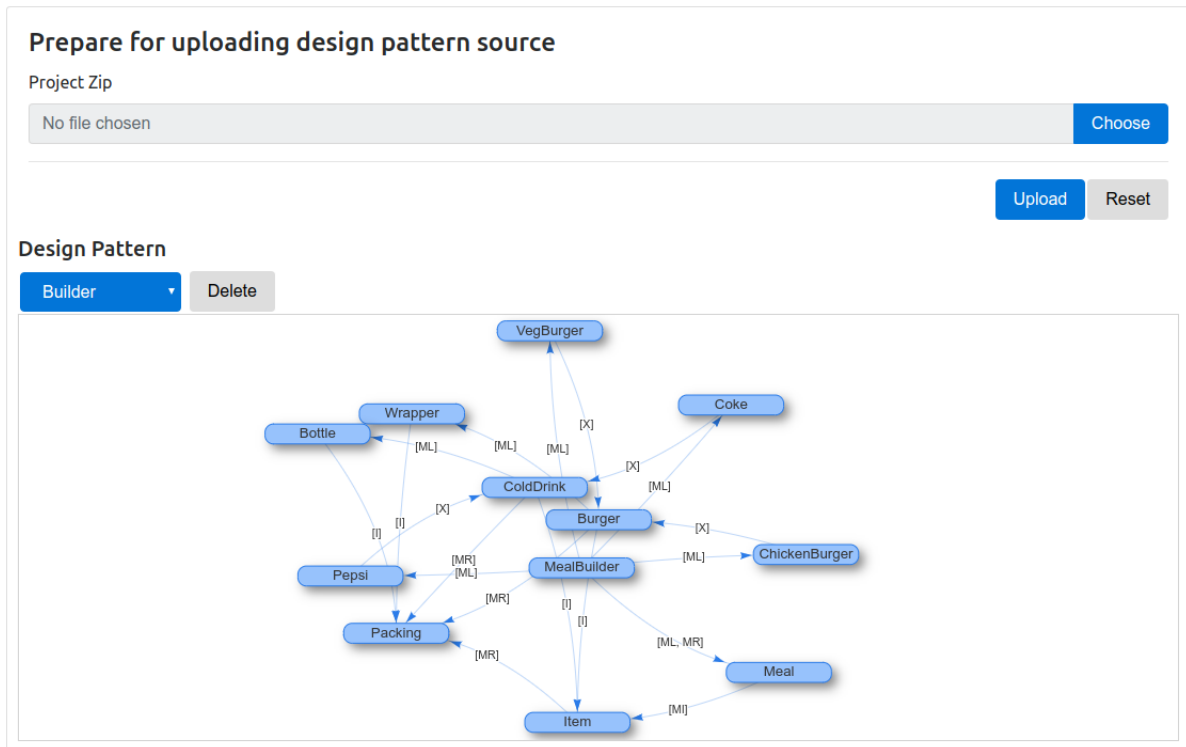 Prepare for uploading design pattern source
Project Zip
No file chosen
Choose
Upload
Reset
Design Pattern
Builder
Delete
VegBurger
Coke
Wrapper
[X]
Bottle
[ML]
[ML]
[ML]
[X]
ColdDrink
[ML]
[X]
Burger
[I]
[I]
[X]
ChickenBurger
[MR]
[ML]
MealBuilder
[ML]
Pepsi
[MR]
[I]
[I]
Packing
[ML, MR]
[MR]
Meal
[MI]
Item